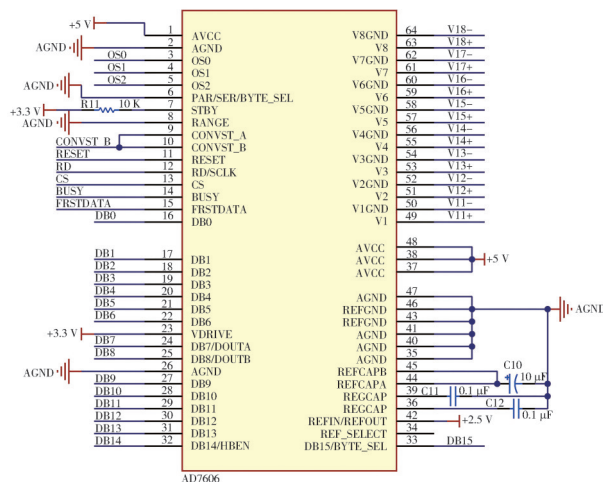 +5 V 1 AVCC V8GND 64 V18−
AGND 2 AGND V8 63 V18+
OS0 3 OS0 V7GND 62 V17−
OS1 4 OS1 V7 61 V17+
OS2 5 OS2 V6GND 60 V16−
AGND 6 PAR/SER/BYTE_SEL V6 59 V16+
+3.3 V R11 10 K 7 STBY V5GND 58 V15−
AGND 8 RANGE V5 57 V15+
9 CONVST_A V4GND 56 V14−
CONVST_B 10 CONVST_B V4 55 V14+
RESET 11 RESET V3GND 54 V13−
RD 12 RD/SCLK V3 53 V13+
CS 13 CS V2GND 52 V12−
BUSY 14 BUSY V2 51 V12+
FRSTDATA 15 FRSTDATA V1GND 50 V11−
DB0 16 DB0 V1 49 V11+
AVCC 48
DB1 17 DB1 AVCC 38 +5 V
DB2 18 DB2 AVCC 37
DB3 19 DB3
DB4 20 DB4 AGND 47
DB5 21 DB5 REFGND 46 AGND
DB6 22 DB6 REFGND 43
+3.3 V 23 VDRIVE AGND 41
DB7 24 DB7/DOUTA AGND 40
DB8 25 DB8/DOUTB AGND 35
AGND 26 AGND REFCAPB 45 C10
DB9 27 DB9 REFCAPA 44 + 10 μF
DB10 28 DB10 REGCAP 39 C11 0.1 μF
DB11 29 DB11 REGCAP 36 C12 0.1 μF
DB12 30 DB12 REFIN/REFOUT 42 +2.5 V
DB13 31 DB13 REF_SELECT 34
DB14 32 DB14/HBEN DB15/BYTE_SEL 33 DB15
AD7606